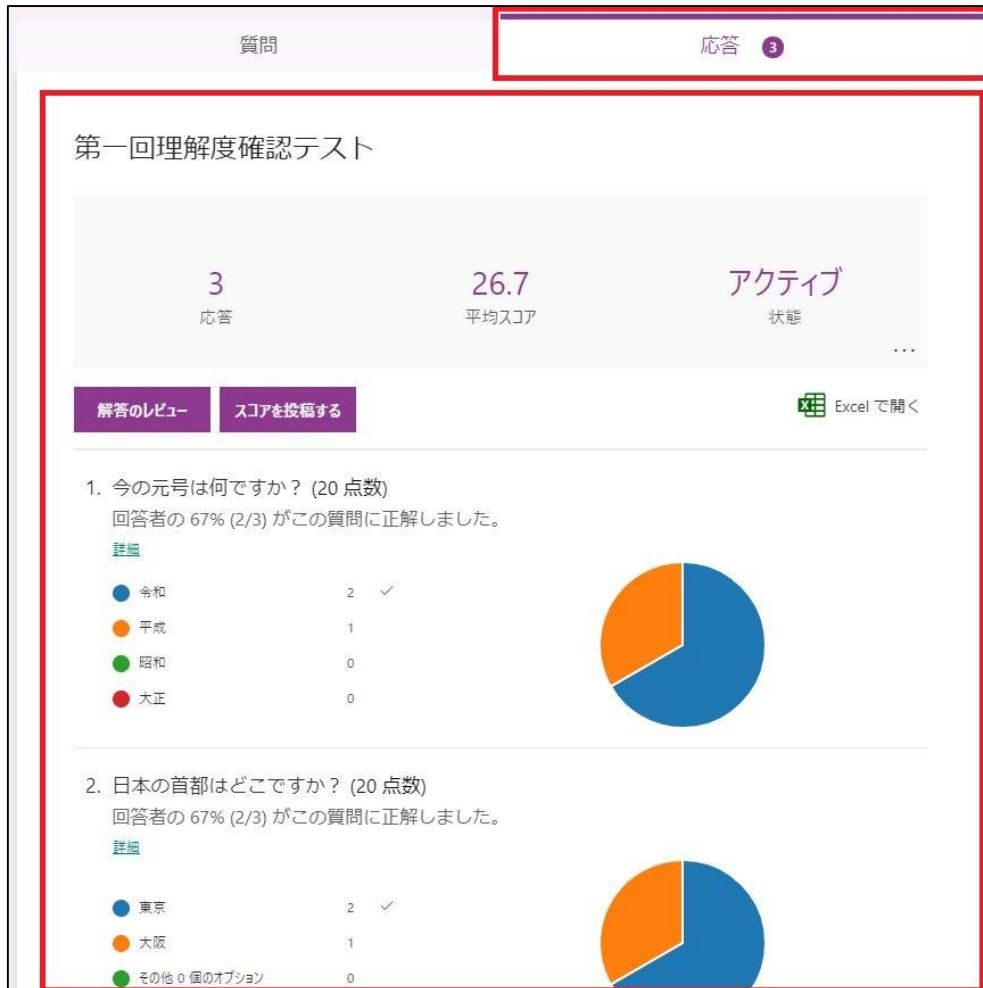 質問
応答 3
第一回理解度確認テスト
3
応答
26.7
平均スコア
アクティブ
状態
...
解答のレビュー
スコアを投稿する
Excel で開く
1. 今の元号は何ですか？ (20 点数)
回答者の 67% (2/3) がこの質問に正解しました。
詳細
令和 2 ✓
平成 1
昭和 0
大正 0
2. 日本の首都はどこですか？ (20 点数)
回答者の 67% (2/3) がこの質問に正解しました。
詳細
東京 2 ✓
大阪 1
その他 0 個のオプション 0